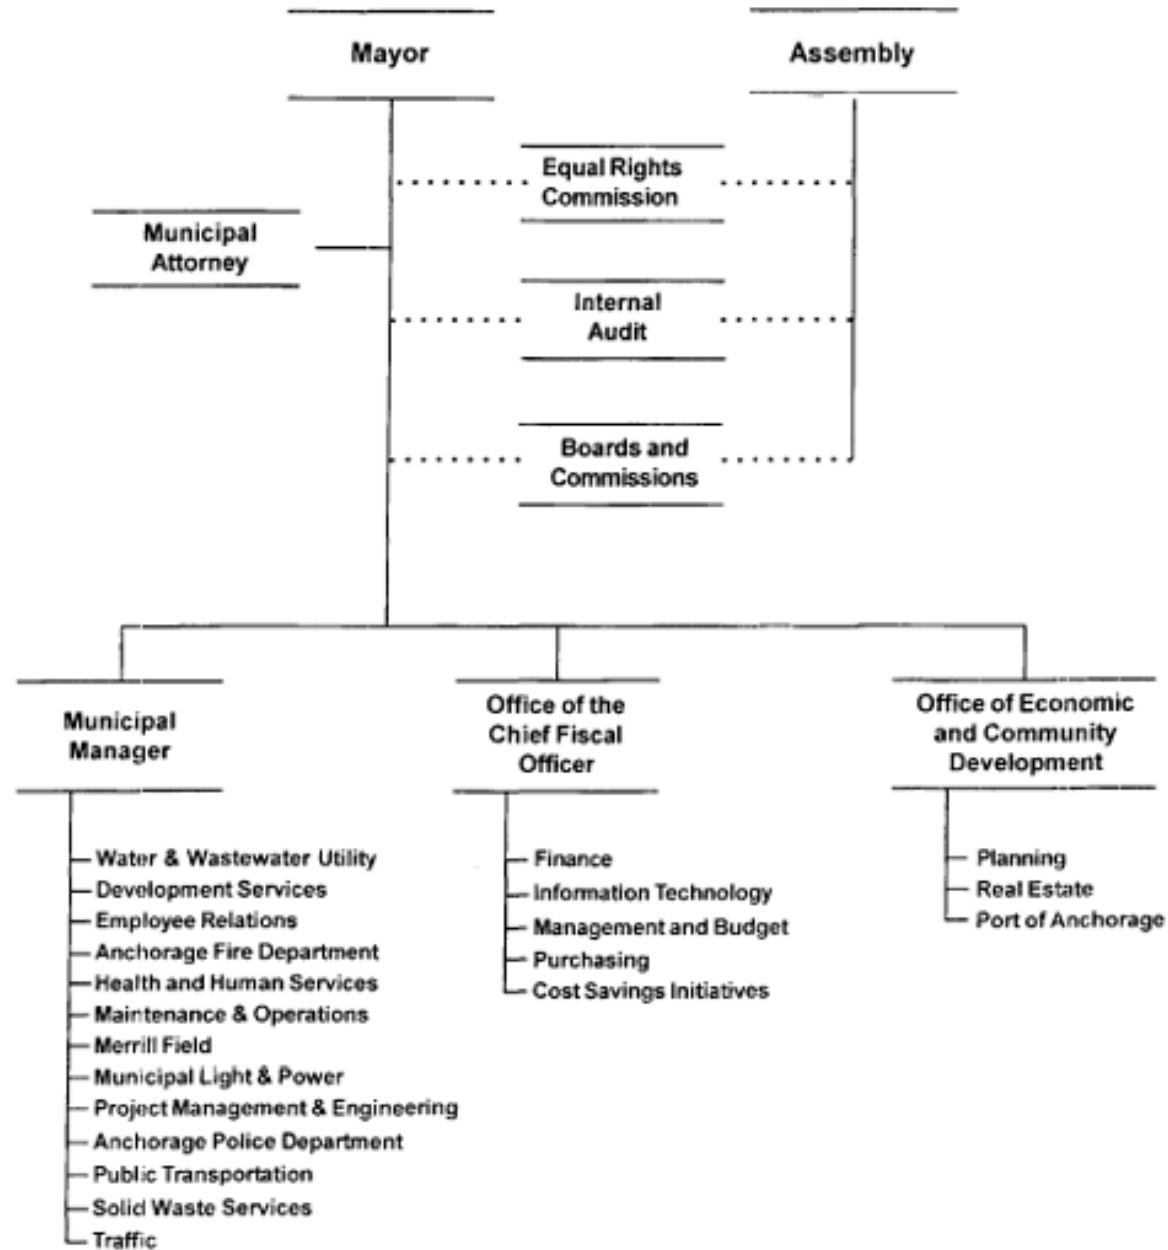 Mayor
Assembly
Equal Rights
Commission
Municipal
Attorney
Internal
Audit
Boards and
Commissions
Municipal
Manager
Office of the
Chief Fiscal
Officer
Office of Economic
and Community
Development
Water & Wastewater Utility
Development Services
Employee Relations
Anchorage Fire Department
Health and Human Services
Maintenance & Operations
Merrill Field
Municipal Light & Power
Project Management & Engineering
Anchorage Police Department
Public Transportation
Solid Waste Services
Traffic
Finance
Information Technology
Management and Budget
Purchasing
Cost Savings Initiatives
Planning
Real Estate
Port of Anchorage